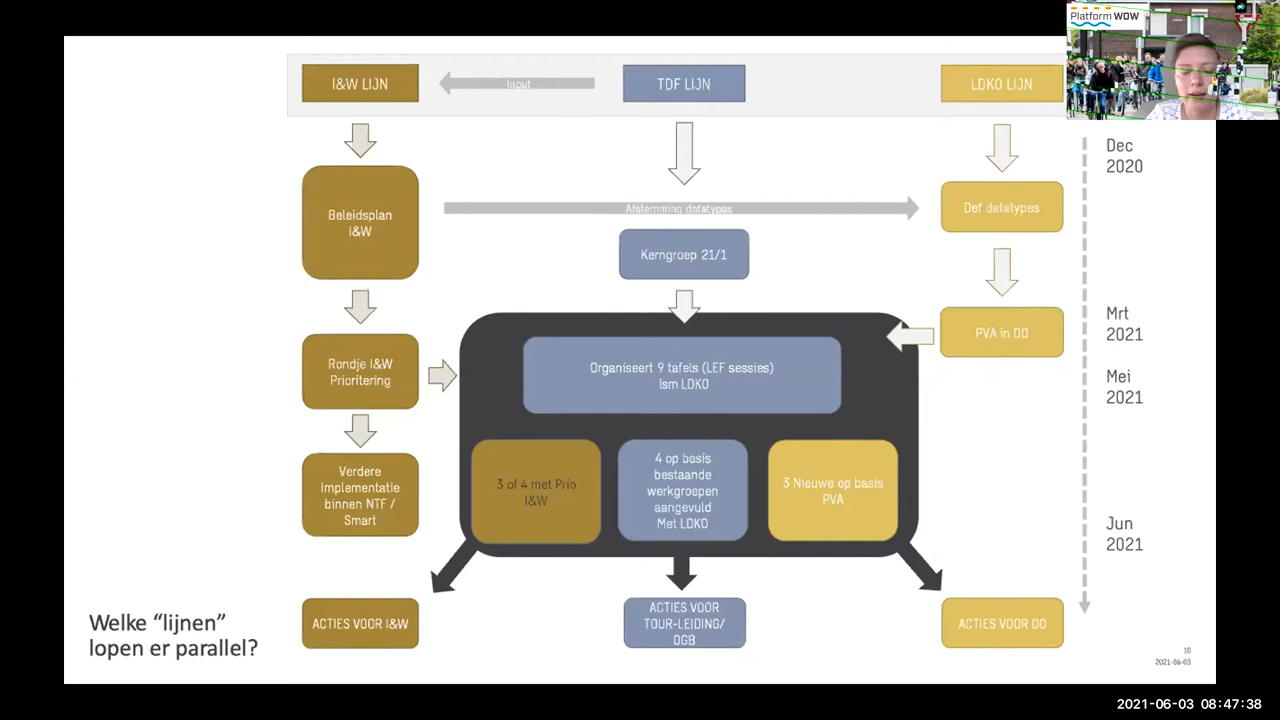 Platform WOW
I&W LIJN
Input
TDF LIJN
LDKO LIJN
Dec
2020
Beleidsplan
I&W
Afstemming datatypes
Def datatypes
Kerngroep 21/1
Mrt
2021
PVA in DO
Rondje I&W
Prioritering
Organiseert 9 tafels (LEF sessies)
ism LDKO
Mei
2021
Verdere
Implementatie
binnen NTF /
Smart
3 of 4 met Prio
I&W
4 op basis
bestaande
werkgroepen
aangevuld
Met LDKO
3 Nieuwe op basis
PVA
Jun
2021
Welke “lijnen”
lopen er parallel?
ACTIES VOOR I&W
ACTIES VOOR
TOUR-LEIDING/
OGB
ACTIES VOOR DO
10
2021-06-03
2021-06-03 08:47:38